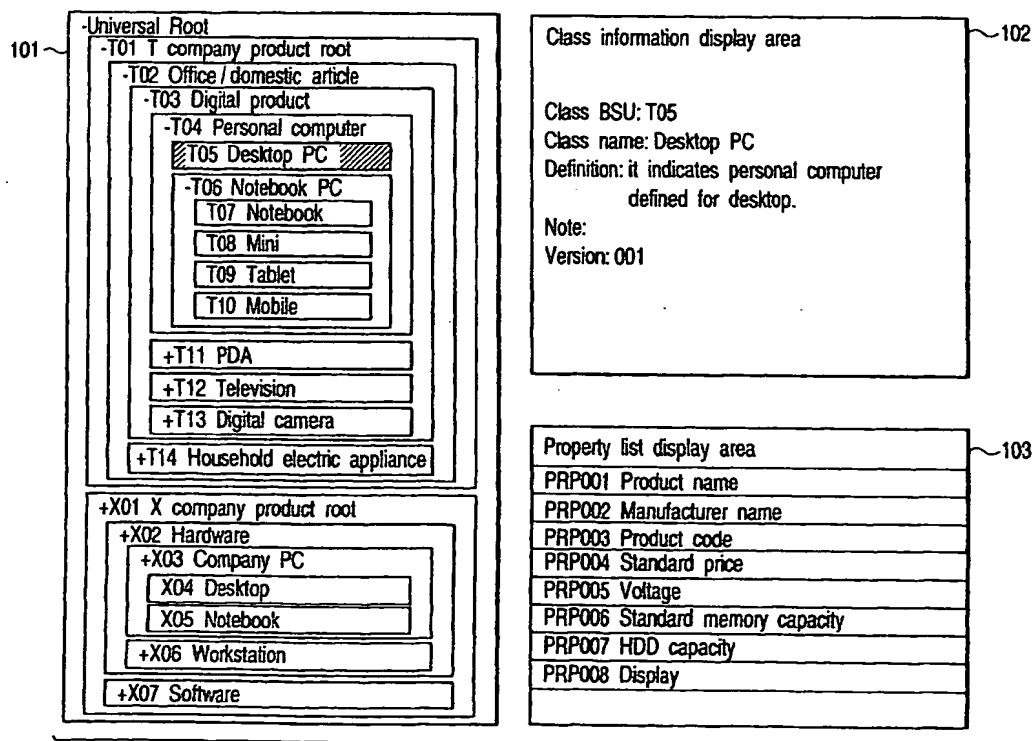 101
-Universal Root
-T01 T company product root
-T02 Office / domestic article
-T03 Digital product
-T04 Personal computer
T05 Desktop PC
-T06 Notebook PC
T07 Notebook
T08 Mini
T09 Tablet
T10 Mobile
+T11 PDA
+T12 Television
+T13 Digital camera
+T14 Household electric appliance
+X01 X company product root
+X02 Hardware
+X03 Company PC
X04 Desktop
X05 Notebook
+X06 Workstation
+X07 Software
Class information display area
102
Class BSU: T05
Class name: Desktop PC
Definition: it indicates personal computer
defined for desktop.
Note:
Version: 001
Property list display area
103
PRP001 Product name
PRP002 Manufacturer name
PRP003 Product code
PRP004 Standard price
PRP005 Voltage
PRP006 Standard memory capacity
PRP007 HDD capacity
PRP008 Display